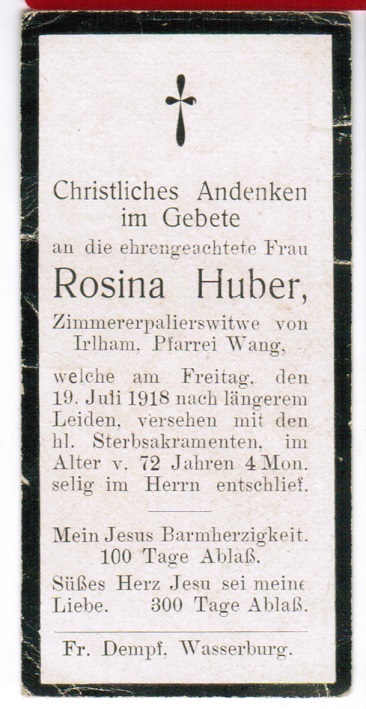 Christliches Andenken
im Gebete
an die ehrengeachtete Frau
Rosina Huber,
Zimmererpalierswitwe von
Irlham, Pfarrei Wang,
welche am Freitag, den
19. Juli 1918 nach längerem
Leiden, versehen mit den
hl. Sterbsakramenten, im
Alter v. 72 Jahren 4 Mon.
selig im Herrn entschlief.
Mein Jesus Barmherzigkeit.
100 Tage Ablaß.
Süßes Herz Jesu sei meine
Liebe. 300 Tage Ablaß.
Fr. Dempf, Wasserburg.